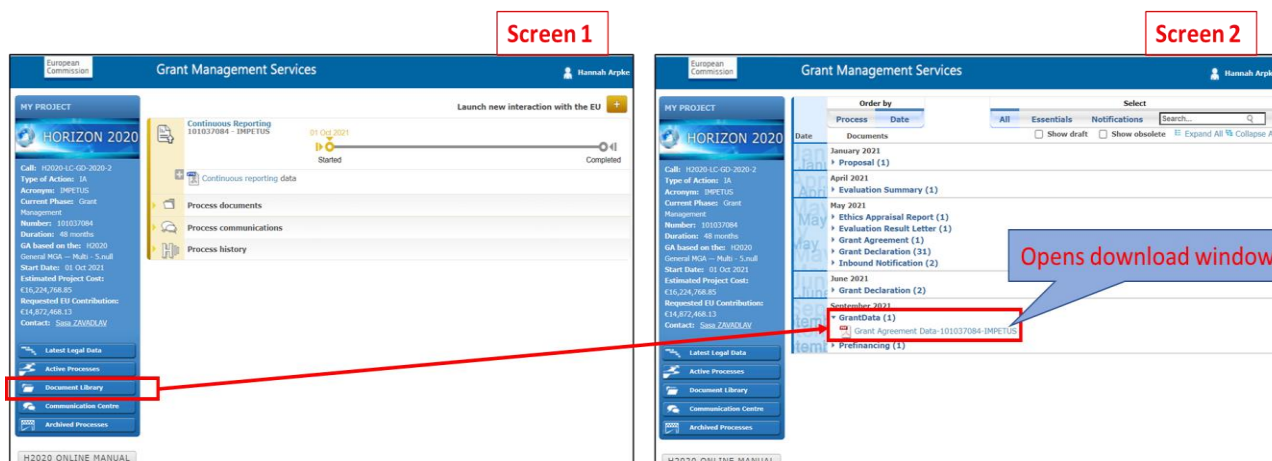 Screen 1
European
Commission
Grant Management Services
Hannah Arpke
MY PROJECT
HORIZON 2020
Call: H2020-LC-GD-2020-2
Type of Action: IA
Acronym: IMPETUS
Current Phase: Grant
Management
Number: 101037084
Duration: 48 months
GA based on the: H2020
General MGA — Multi - 5.null
Start Date: 01 Oct 2021
Estimated Project Cost:
€16,224,768.85
Requested EU Contribution:
€14,872,468.13
Contact: Sasa ZAVADLAV
Latest Legal Data
Active Processes
Document Library
Communication Centre
Archived Processes
H2020 ONLINE MANUAL
Launch new interaction with the EU +
Continuous Reporting
101037084 - IMPETUS
01 Oct 2021
Started
Completed
Continuous reporting data
Process documents
Process communications
Process history
Screen 2
European
Commission
Grant Management Services
Hannah Arpk
MY PROJECT
HORIZON 2020
Call: H2020-LC-GD-2020-2
Type of Action: IA
Acronym: IMPETUS
Current Phase: Grant
Management
Number: 101037084
Duration: 48 months
GA based on the: H2020
General MGA — Multi - 5.null
Start Date: 01 Oct 2021
Estimated Project Cost:
€16,224,768.85
Requested EU Contribution:
€14,872,468.13
Contact: Sasa ZAVADLAV
Latest Legal Data
Active Processes
Document Library
Communication Centre
Archived Processes
H2020 ONLINE MANUAL
Order by
Process Date
Select
All Essentials Notifications Search...
Date Documents
Show draft Show obsolete Expand All Collapse A
January 2021
Proposal (1)
April 2021
Evaluation Summary (1)
May 2021
Ethics Appraisal Report (1)
Evaluation Result Letter (1)
Grant Agreement (1)
Grant Declaration (31)
Inbound Notification (2)
June 2021
Grant Declaration (2)
September 2021
GrantData (1)
Grant Agreement Data-101037084-IMPETUS
Prefinancing (1)
Opens download window